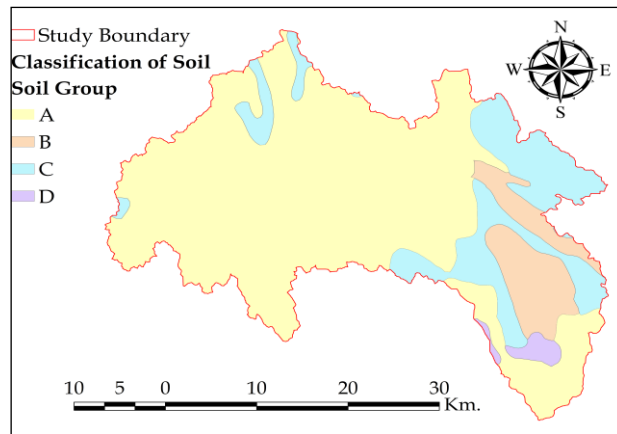 Study Boundary
Classification of Soil
Soil Group
A
B
C
D
N
W E
S
10 5 0 10 20 30
Km.